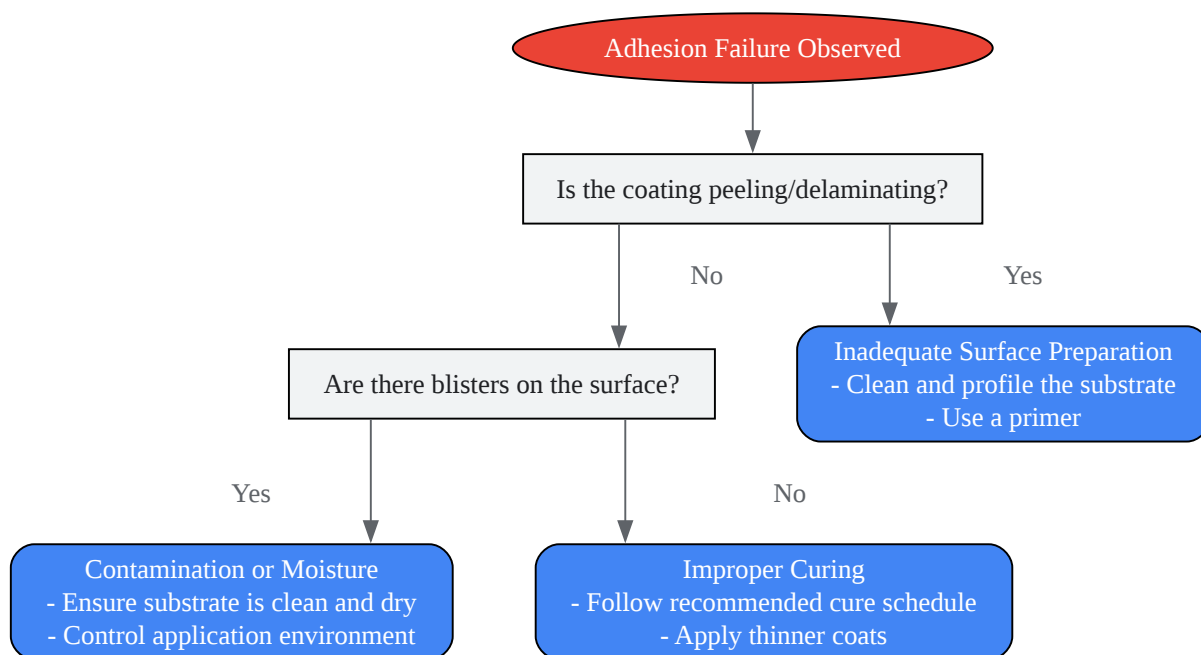 Adhesion Failure Observed
Is the coating peeling/delaminating?
No
Yes
Inadequate Surface Preparation
- Clean and profile the substrate
- Use a primer
Are there blisters on the surface?
Yes
No
Contamination or Moisture
- Ensure substrate is clean and dry
- Control application environment
Improper Curing
- Follow recommended cure schedule
- Apply thinner coats